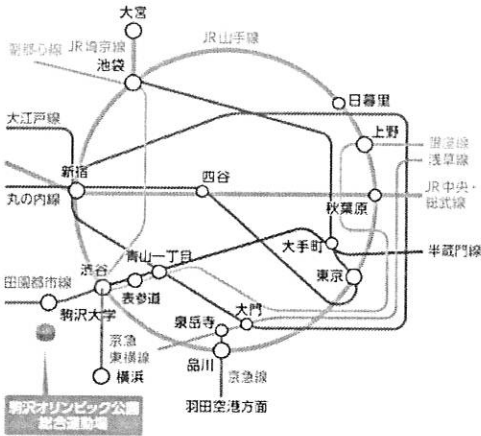 大宮
副都心線
JR埼京線
JR山手線
池袋
日暮里
大江戸線
上野
銀座線
浅草線
新宿
四谷
丸の内線
JR中央・
総武線
秋葉原
大手町
半蔵門線
青山一丁目
東京
渋谷
田園都市線
表参道
駒沢大学
泉岳寺
大門
京急
東横線
品川
横浜
京急線
羽田空港方面
駒沢オリンピック公園
総合運動場